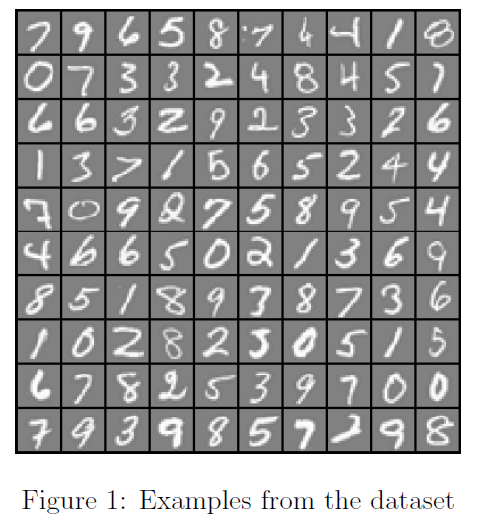 7 9 6 5 8 7 4 4 1 8
0 7 3 3 2 4 8 4 5 1
6 6 3 2 9 2 3 3 2 6
1 3 7 1 5 6 5 2 4 4
7 0 9 2 7 5 8 9 5 4
4 6 6 5 0 2 1 3 6 9
8 5 1 8 9 3 8 7 3 6
1 0 2 8 2 3 0 5 1 5
6 7 8 2 5 3 9 7 0 0
7 9 3 9 8 5 7 2 9 8
Figure 1: Examples from the dataset